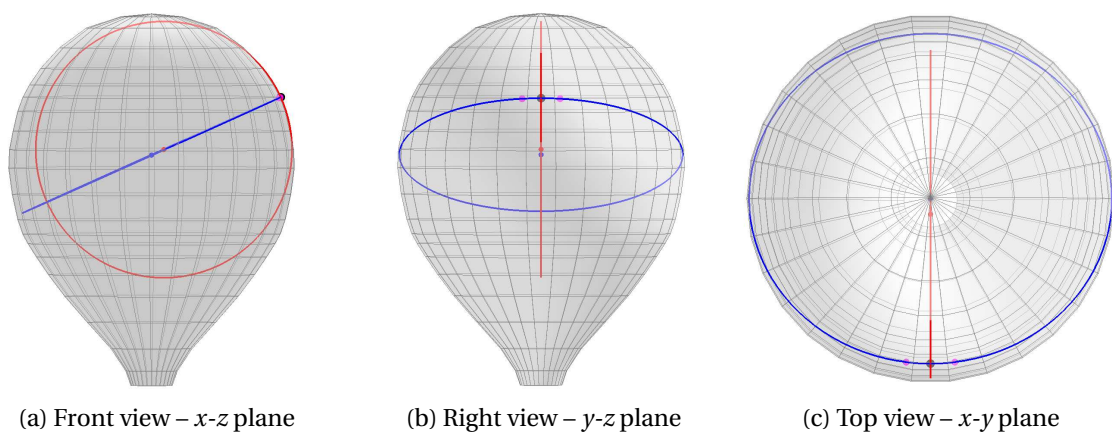 (a) Front view – x-z plane
(b) Right view – y-z plane
(c) Top view – x-y plane